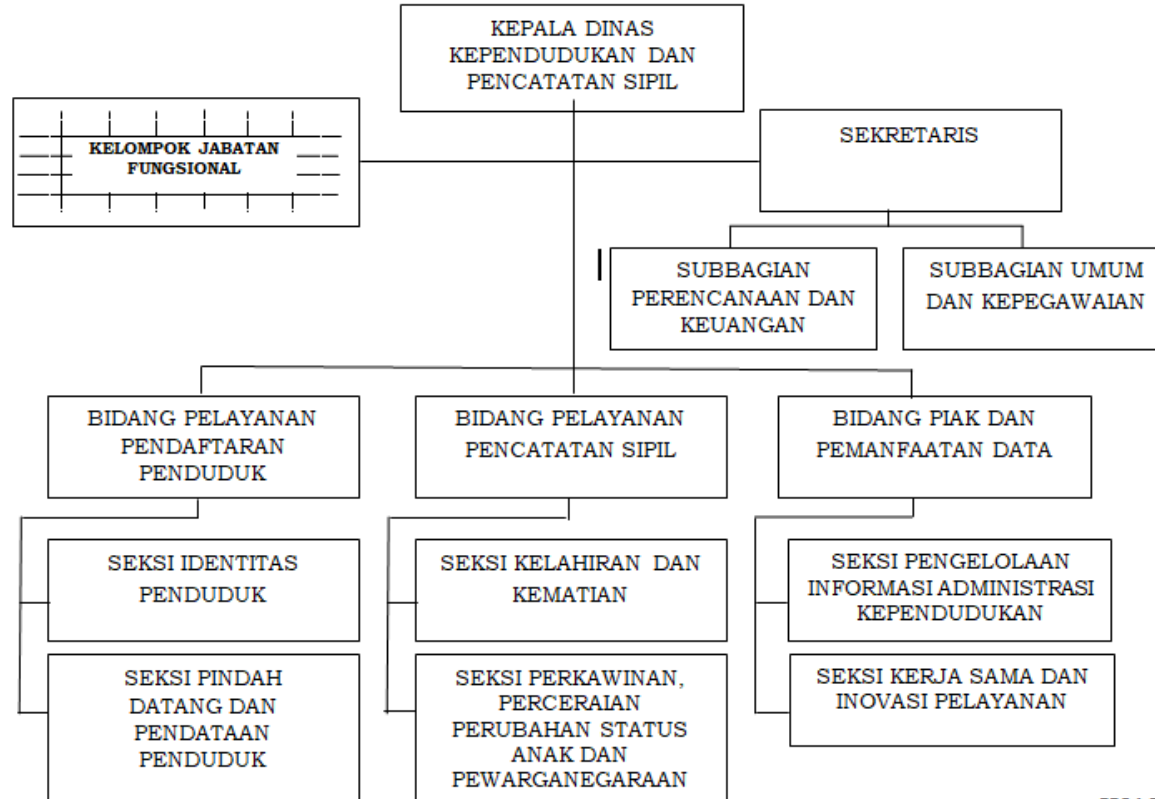 KEPALA DINAS
KEPENDUDUKAN DAN
PENCATATAN SIPIL
KELOMPOK JABATAN
FUNGSIONAL
SEKRETARIS
SUBBAGIAN
PERENCANAAN DAN
KEUANGAN
SUBBAGIAN UMUM
DAN KEPEGAWAIAN
BIDANG PELAYANAN
PENDAFTARAN
PENDUDUK
BIDANG PELAYANAN
PENCATATAN SIPIL
BIDANG PIAK DAN
PEMANFAATAN DATA
SEKSI IDENTITAS
PENDUDUK
SEKSI KELAHIRAN DAN
KEMATIAN
SEKSI PENGELOLAAN
INFORMASI ADMINISTRASI
KEPENDUDUKAN
SEKSI PINDAH
DATANG DAN
PENDATAAN
PENDUDUK
SEKSI PERKAWINAN,
PERCERAIAN
PERUBAHAN STATUS
ANAK DAN
PEWARGANEGARAAN
SEKSI KERJA SAMA DAN
INOVASI PELAYANAN